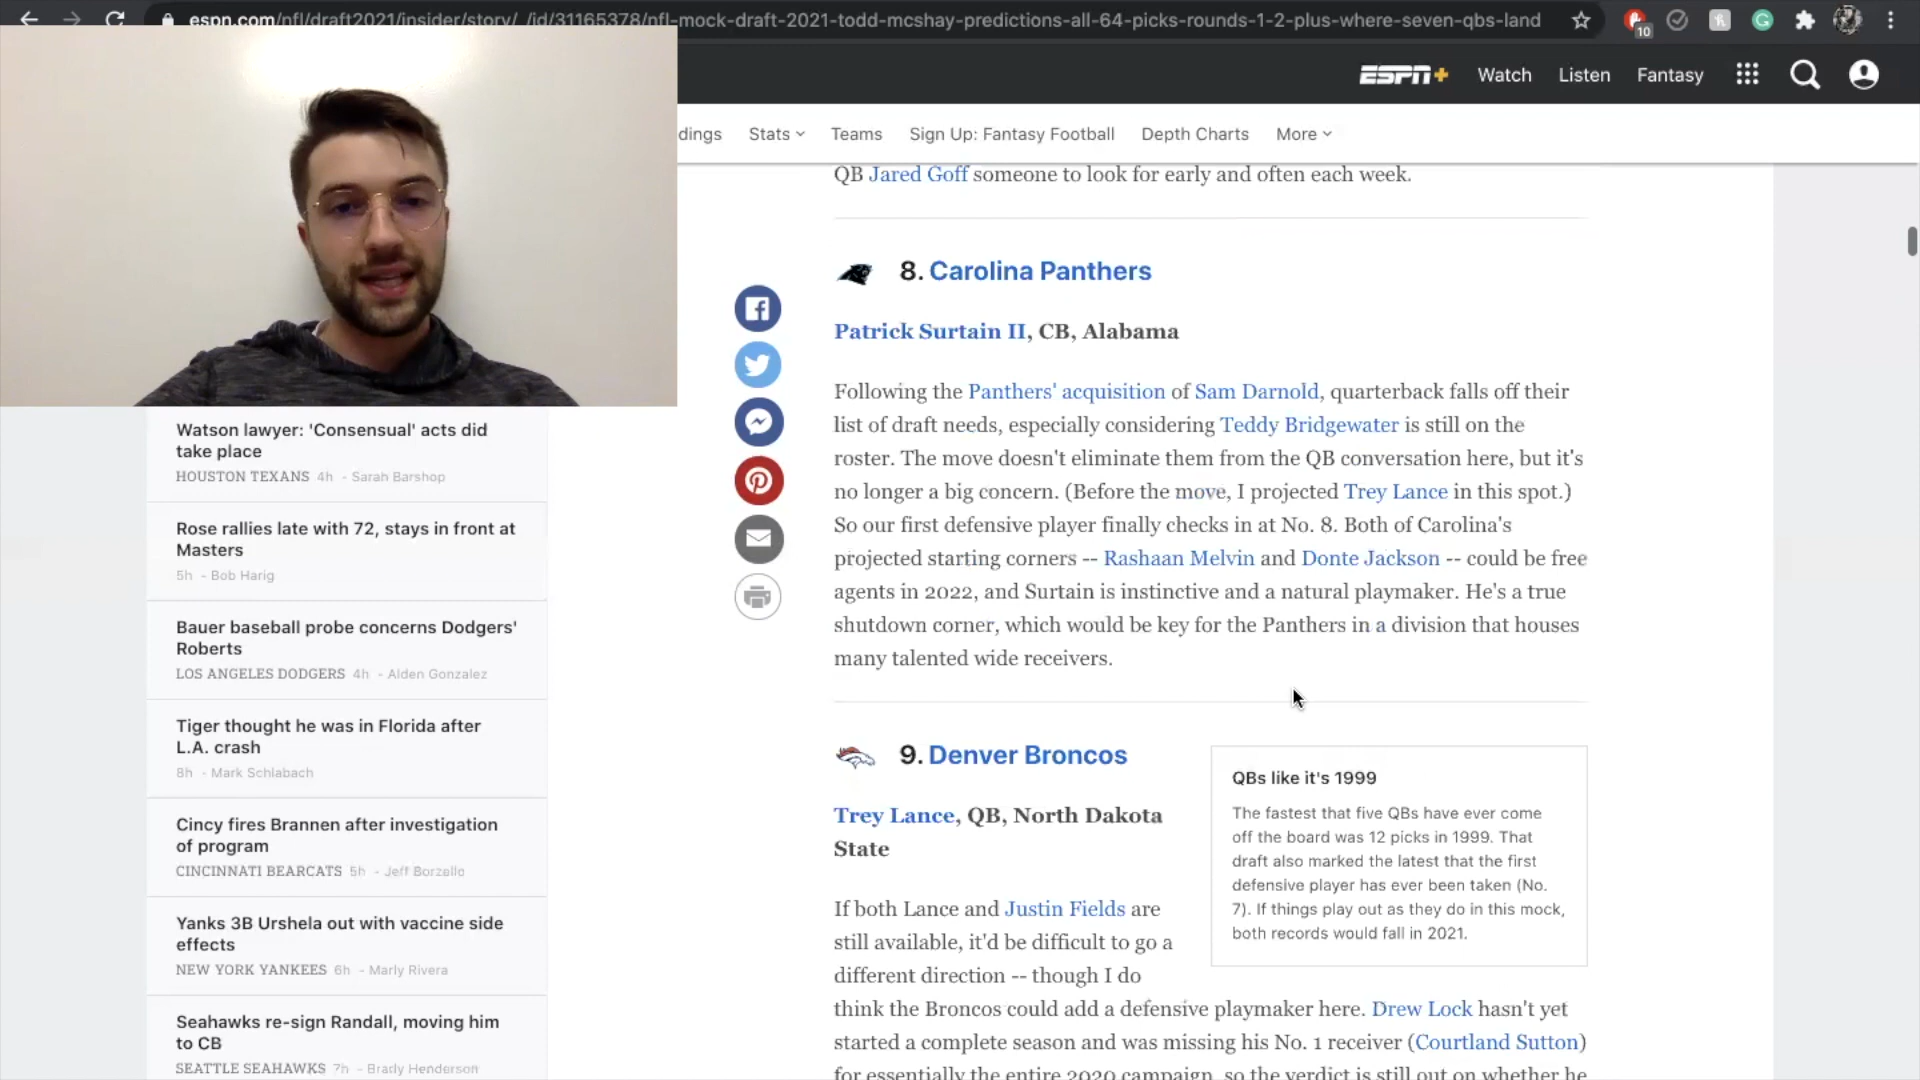 espn.com/nfl/draft2021/insider/story/_/id/31165378/nfl-mock-draft-2021-todd-mcshay-predictions-all-64-picks-rounds-1-2-plus-where-seven-qbs-land
10
ESPN+ Watch Listen Fantasy
dings Stats Teams Sign Up: Fantasy Football Depth Charts More
QB Jared Goff someone to look for early and often each week.
8. Carolina Panthers
Patrick Surtain II, CB, Alabama
Following the Panthers' acquisition of Sam Darnold, quarterback falls off their
list of draft needs, especially considering Teddy Bridgewater is still on the
roster. The move doesn't eliminate them from the QB conversation here, but it's
no longer a big concern. (Before the move, I projected Trey Lance in this spot.)
So our first defensive player finally checks in at No. 8. Both of Carolina's
projected starting corners -- Rashaan Melvin and Donte Jackson -- could be free
agents in 2022, and Surtain is instinctive and a natural playmaker. He's a true
shutdown corner, which would be key for the Panthers in a division that houses
many talented wide receivers.
9. Denver Broncos
Trey Lance, QB, North Dakota
State
If both Lance and Justin Fields are
still available, it'd be difficult to go a
different direction -- though I do
think the Broncos could add a defensive playmaker here. Drew Lock hasn't yet
started a complete season and was missing his No. 1 receiver (Courtland Sutton)
for essentially the entire 2020 campaign, so the verdict is still out on whether he
QBs like it's 1999
The fastest that five QBs have ever come
off the board was 12 picks in 1999. That
draft also marked the latest that the first
defensive player has ever been taken (No.
7). If things play out as they do in this mock,
both records would fall in 2021.
Watson lawyer: 'Consensual' acts did
take place
HOUSTON TEXANS 4h - Sarah Barshop
Rose rallies late with 72, stays in front at
Masters
5h - Bob Harig
Bauer baseball probe concerns Dodgers'
Roberts
LOS ANGELES DODGERS 4h - Alden Gonzalez
Tiger thought he was in Florida after
L.A. crash
8h - Mark Schlabach
Cincy fires Brannen after investigation
of program
CINCINNATI BEARCATS 5h - Jeff Borzello
Yanks 3B Urshela out with vaccine side
effects
NEW YORK YANKEES 6h - Marly Rivera
Seahawks re-sign Randall, moving him
to CB
SEATTLE SEAHAWKS 7h - Brady Henderson